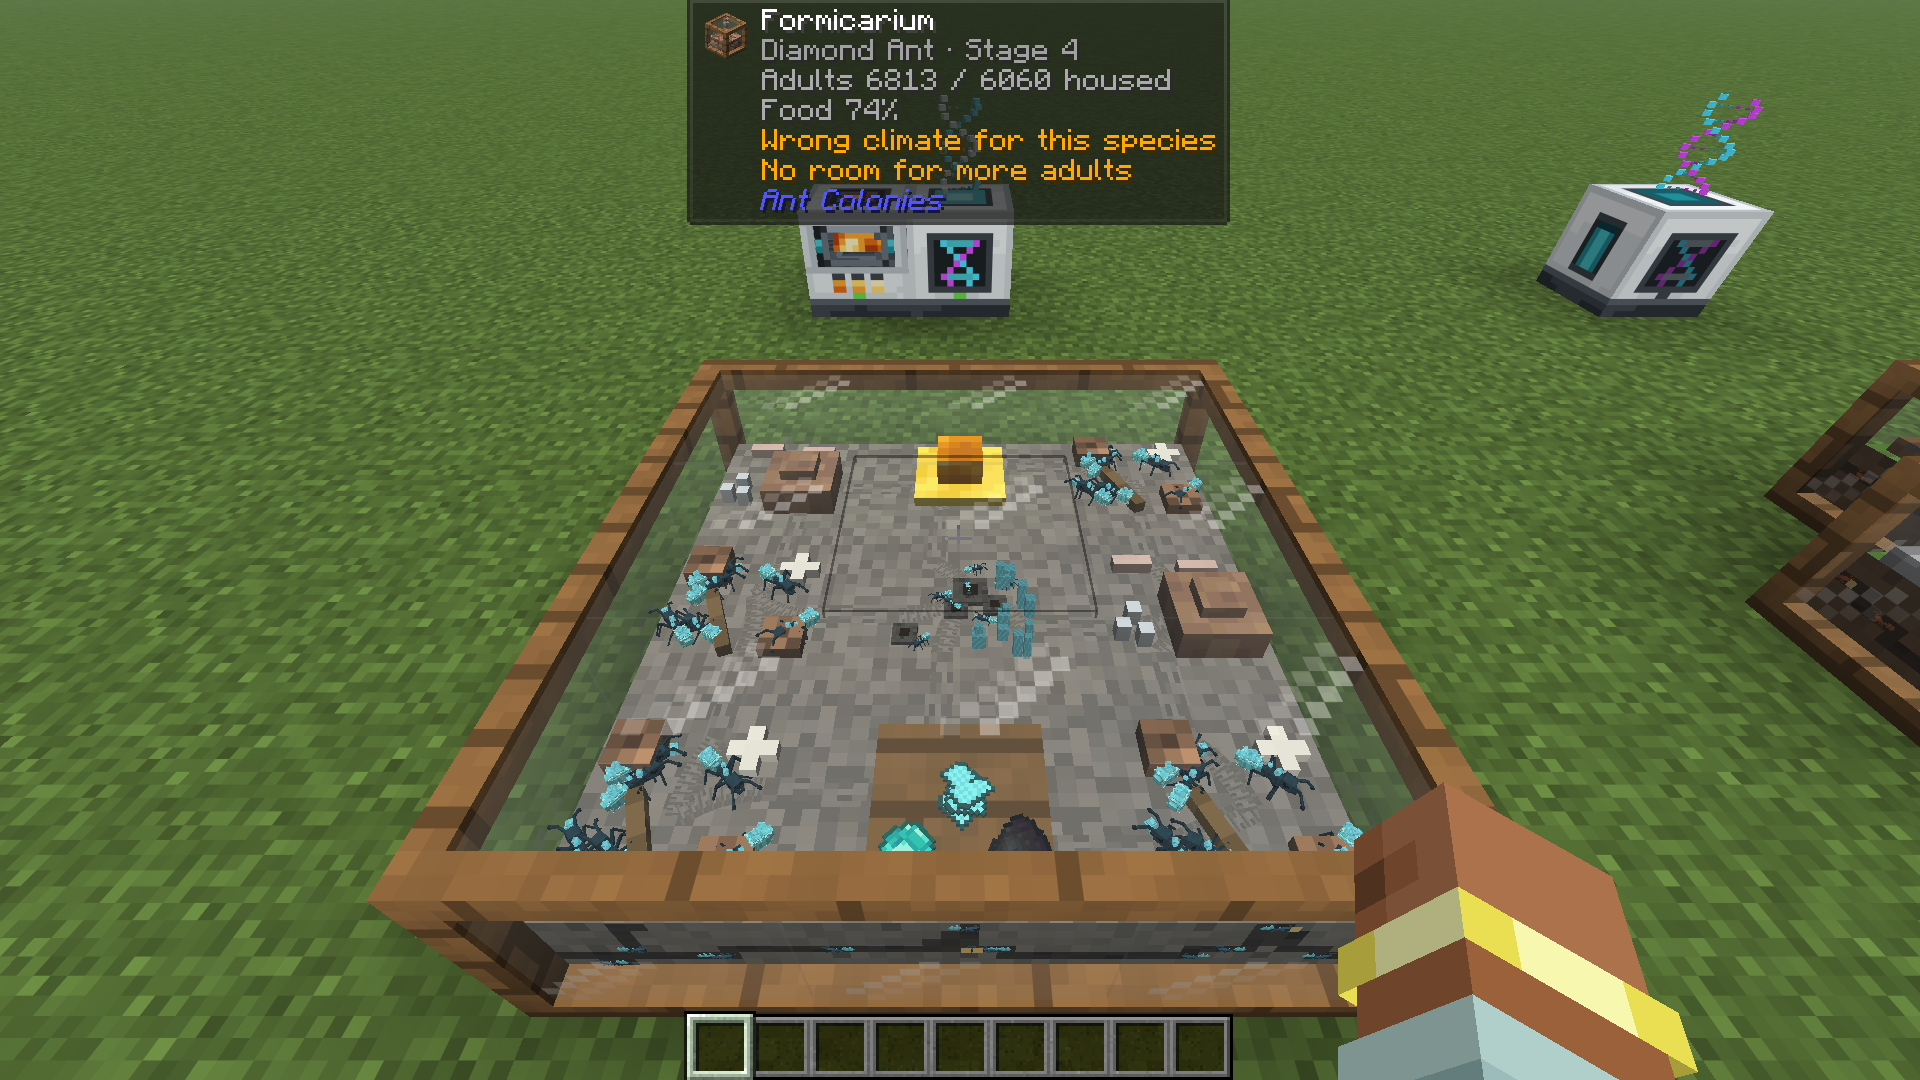 Formicarium
Diamond Ant · Stage 4
Adults 6813 / 6060 housed
Food 74%
Wrong climate for this species
No room for more adults
Ant Colonies